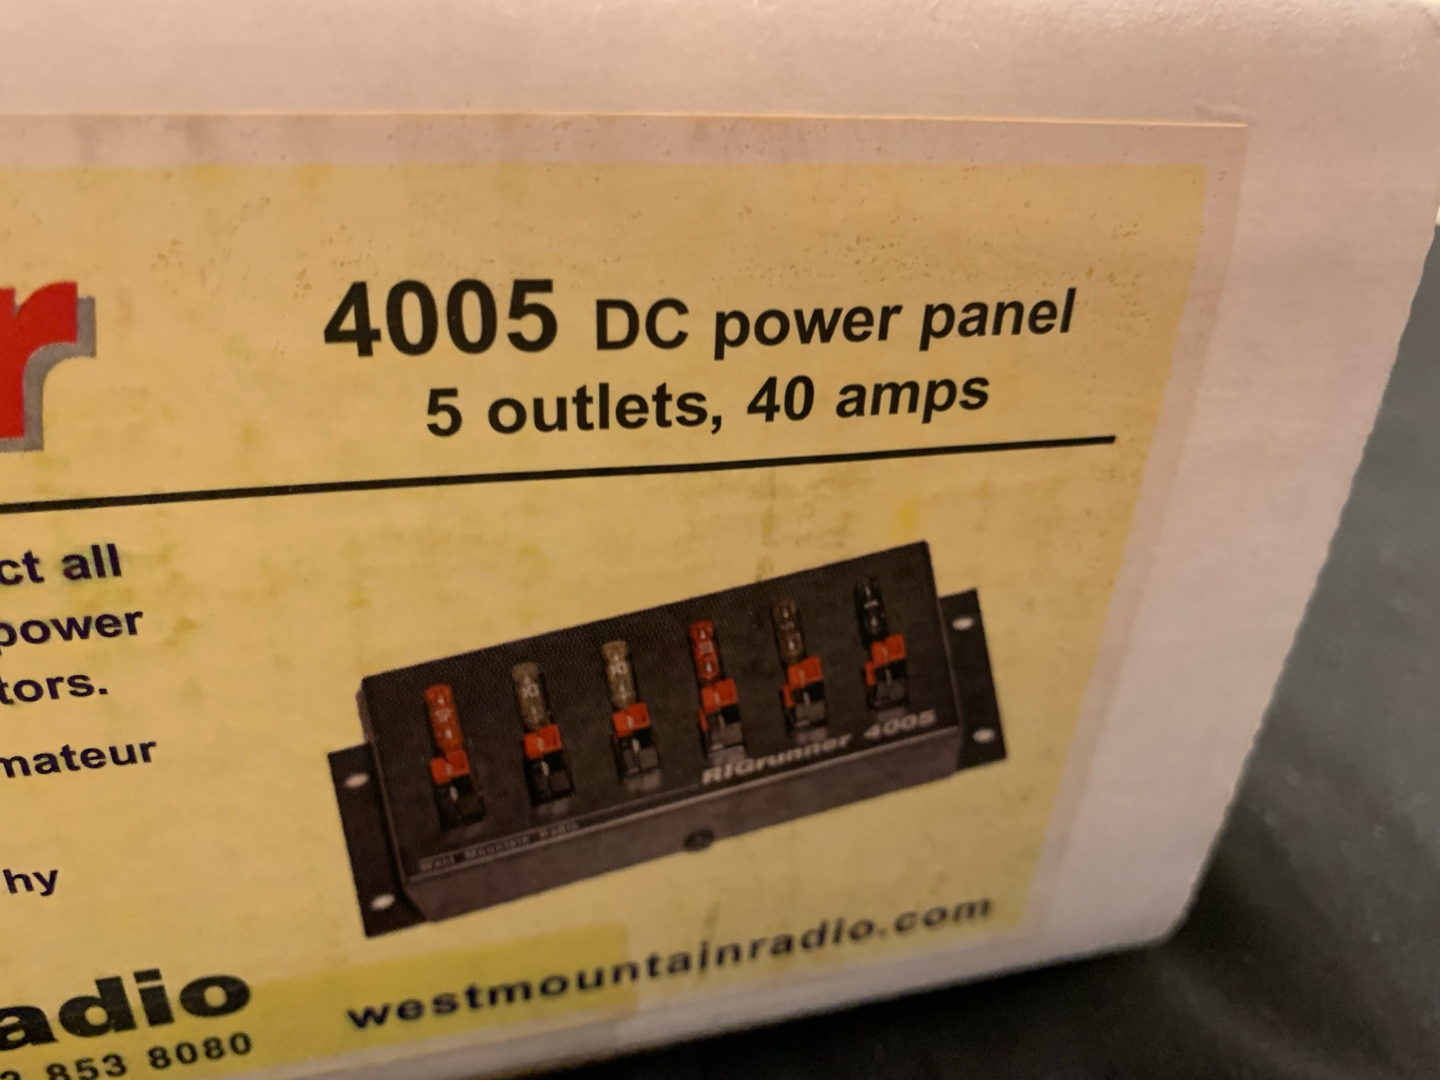 r
4005 DC power panel
5 outlets, 40 amps
ct all
power
tors.
mateur
hy
RIGrunner 4005
West Mountain Radio
adio
853 8080
westmountainradio.com